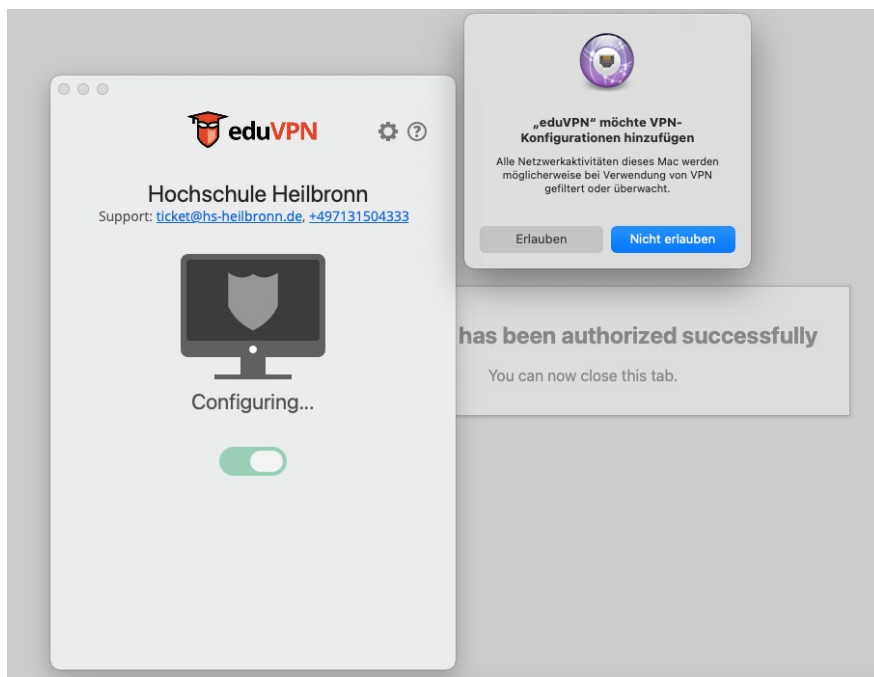 eduVPN
Hochschule Heilbronn
Support: ticket@hs-heilbronn.de, +497131504333
Configuring...
„eduVPN“ möchte VPN-
Konfigurationen hinzufügen
Alle Netzwerkaktivitäten dieses Mac werden
möglicherweise bei Verwendung von VPN
gefiltert oder überwacht.
Erlauben
Nicht erlauben
has been authorized successfully
You can now close this tab.